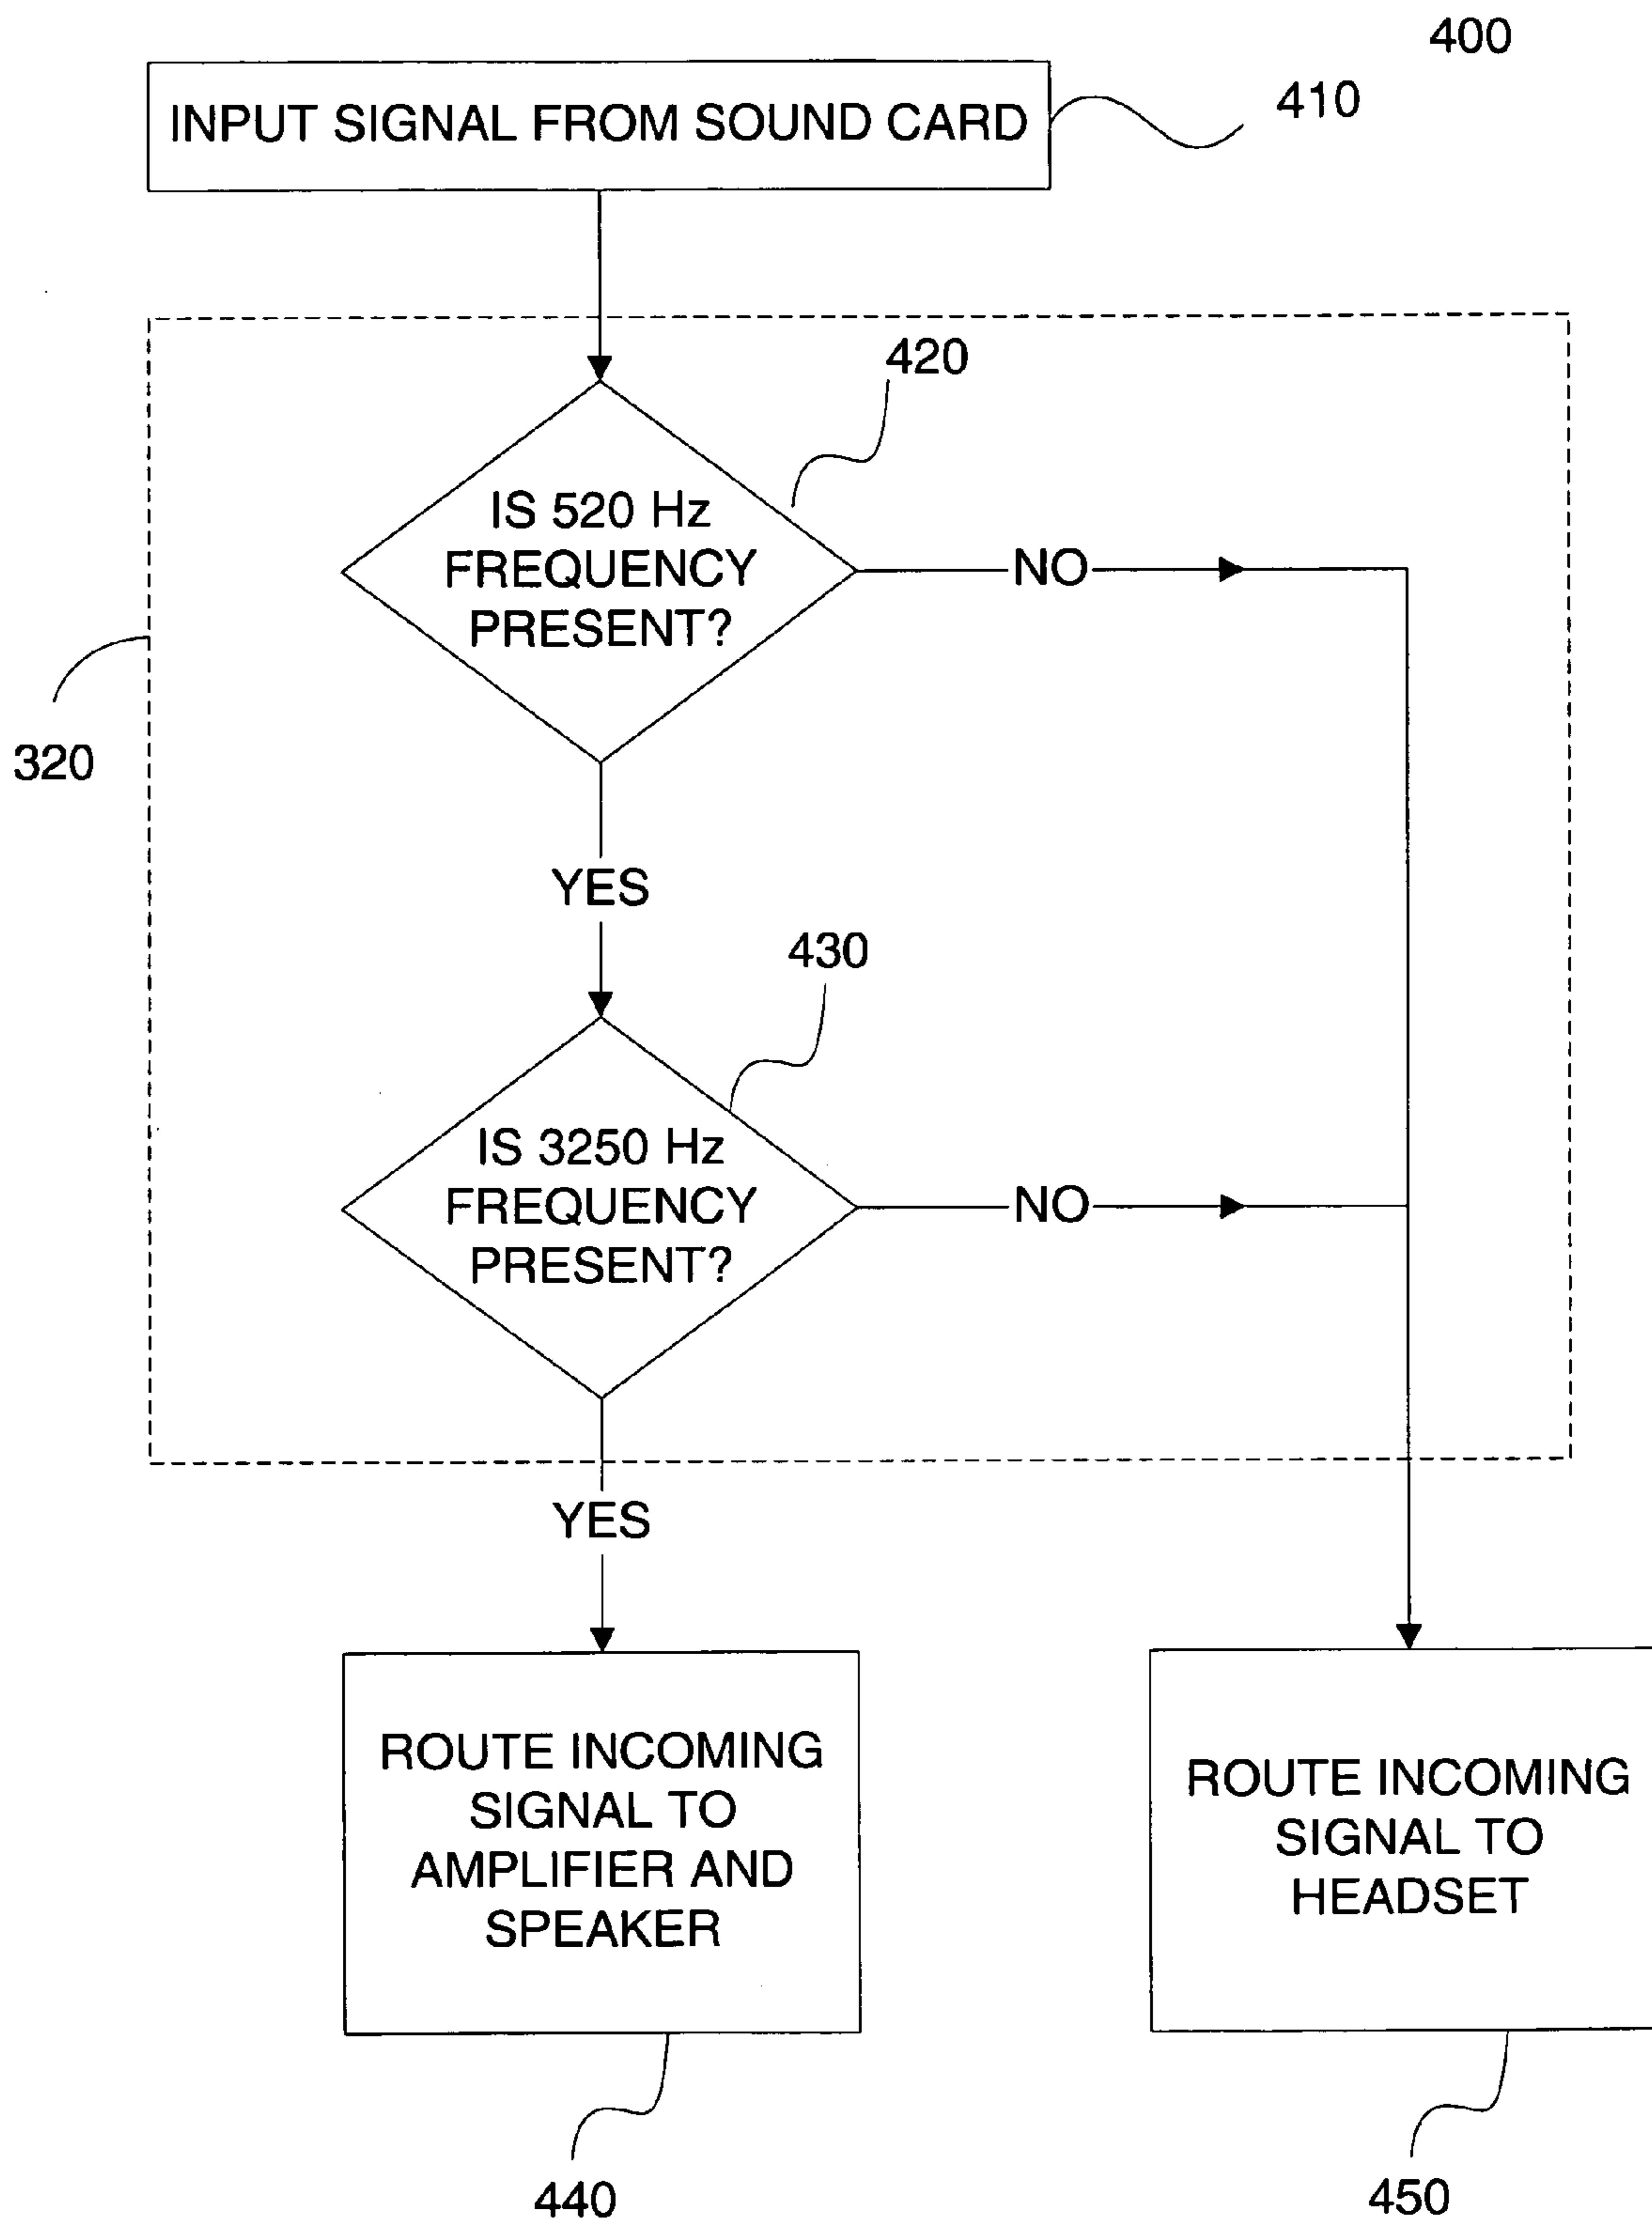 400
INPUT SIGNAL FROM SOUND CARD
410
420
IS 520 Hz
FREQUENCY
PRESENT?
NO
320
YES
430
IS 3250 Hz
FREQUENCY
PRESENT?
NO
YES
ROUTE INCOMING
SIGNAL TO
AMPLIFIER AND
SPEAKER
ROUTE INCOMING
SIGNAL TO
HEADSET
440
450